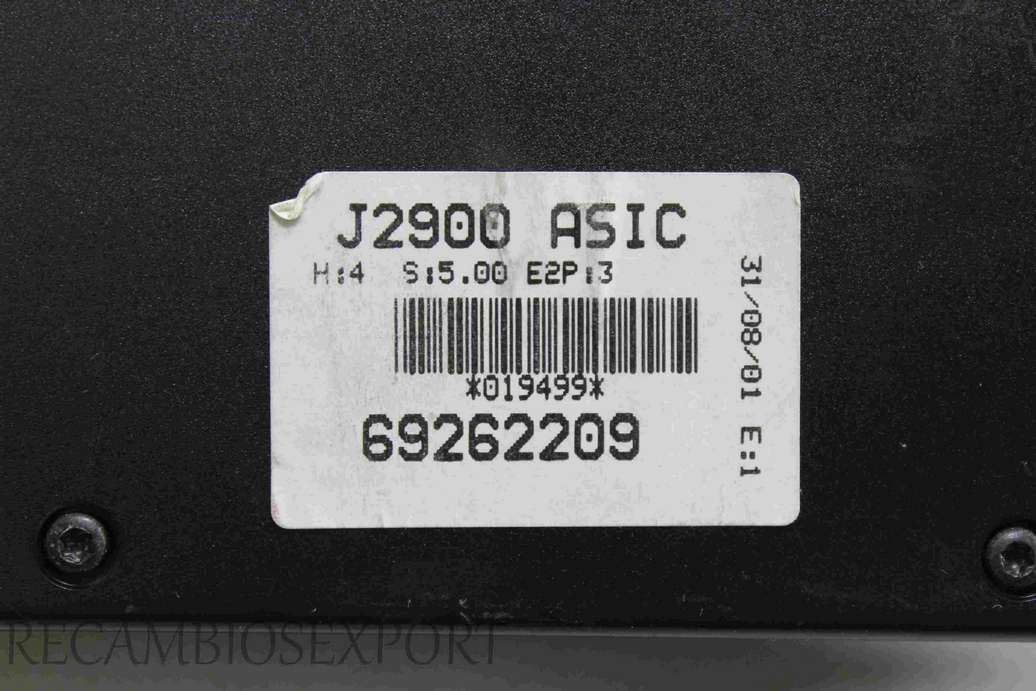 J2900 ASIC
H:4 S:5.00 E2P:3
*019499*
69262209
31/08/01 E:1
RECAMBIOSEXPORT